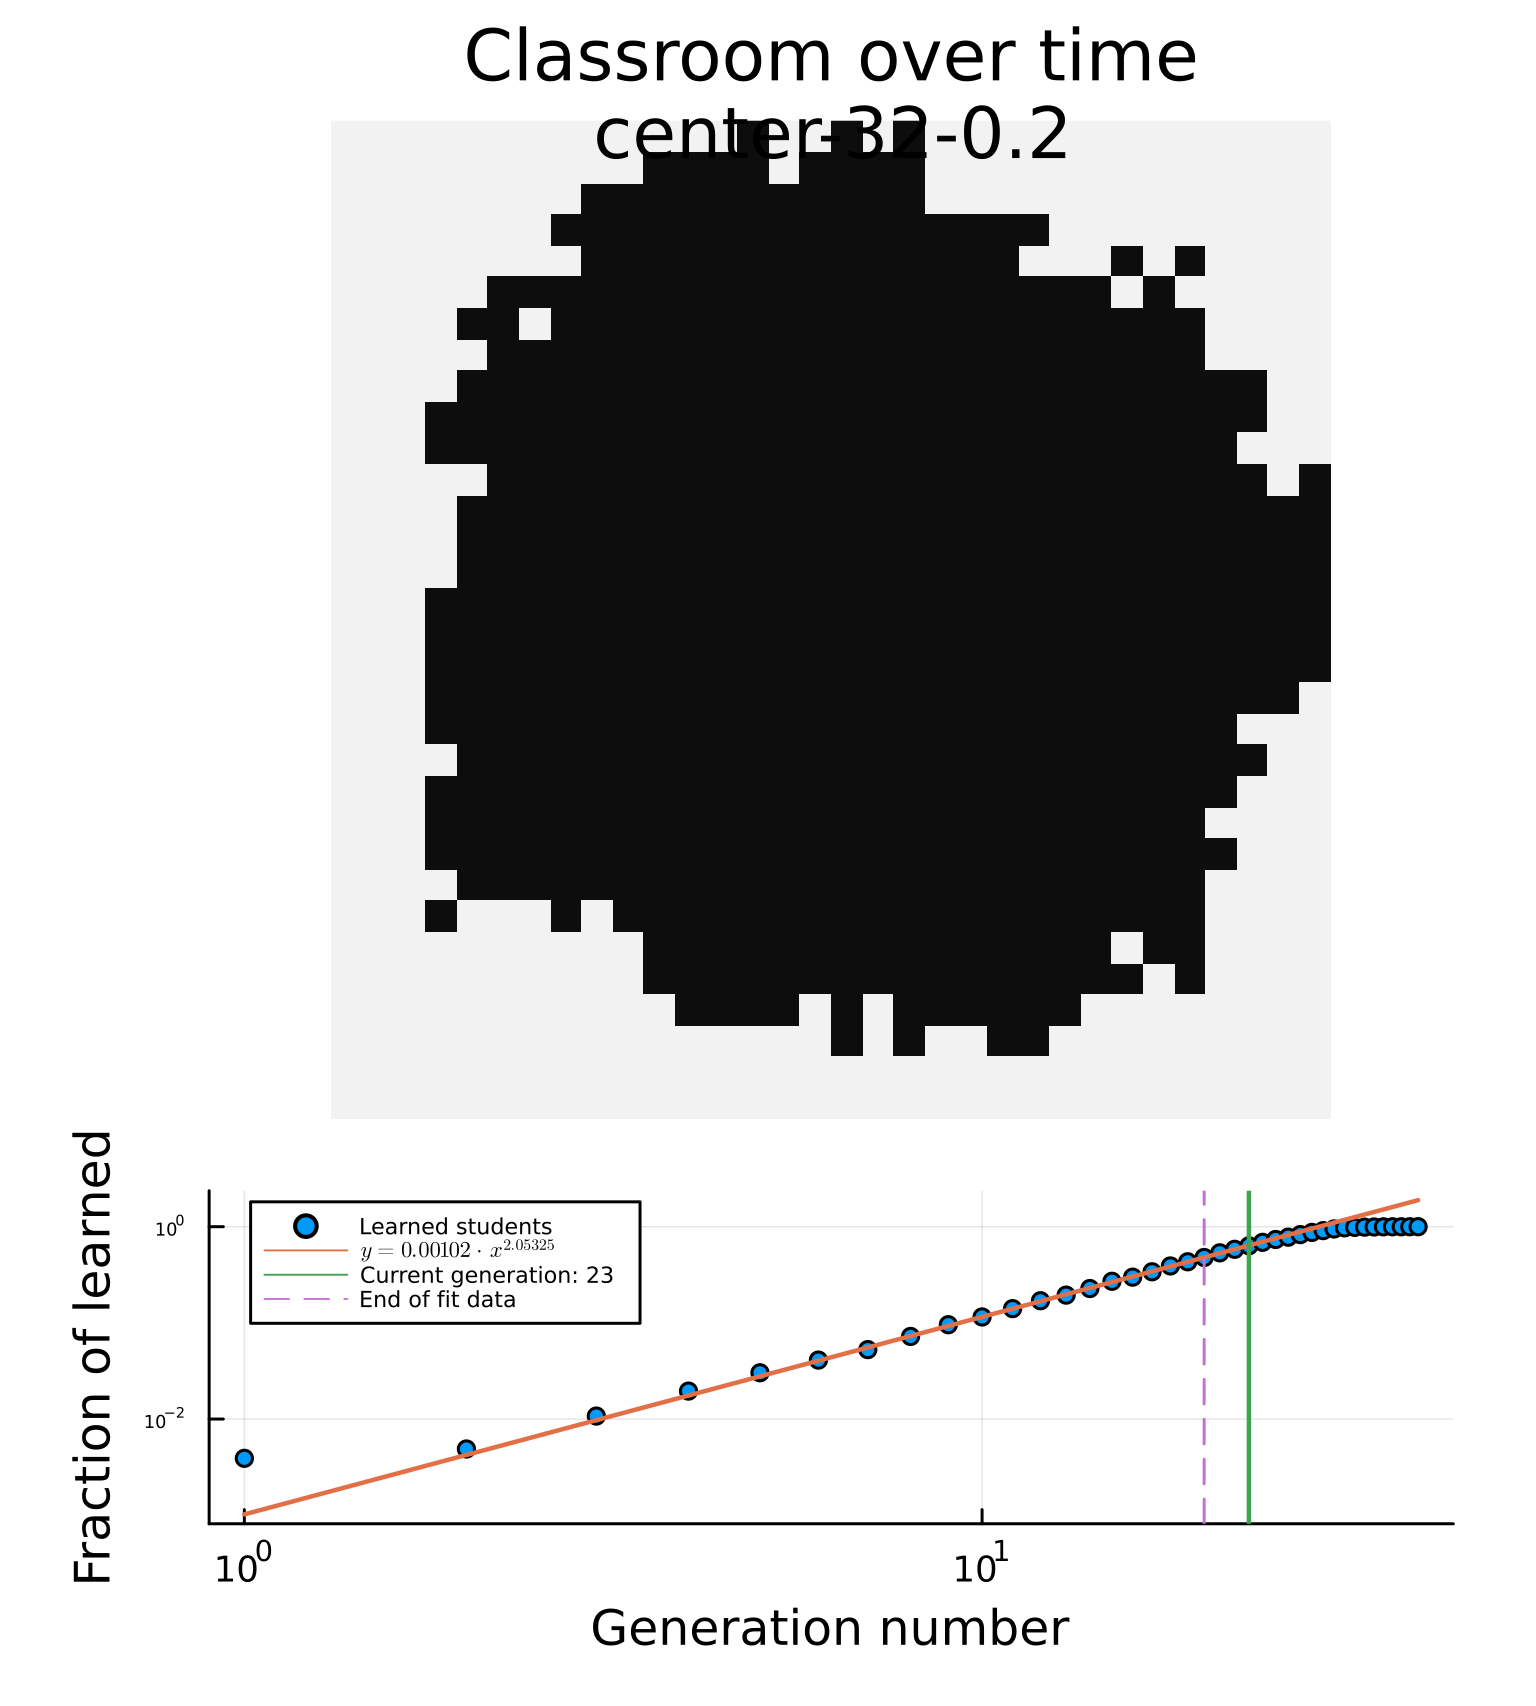 Classroom over time
center-32-0.2
Fraction of learned
10⁰
10⁻²
Learned students
y = 0.00102 · x^2.05325
Current generation: 23
End of fit data
10⁰
10¹
Generation number